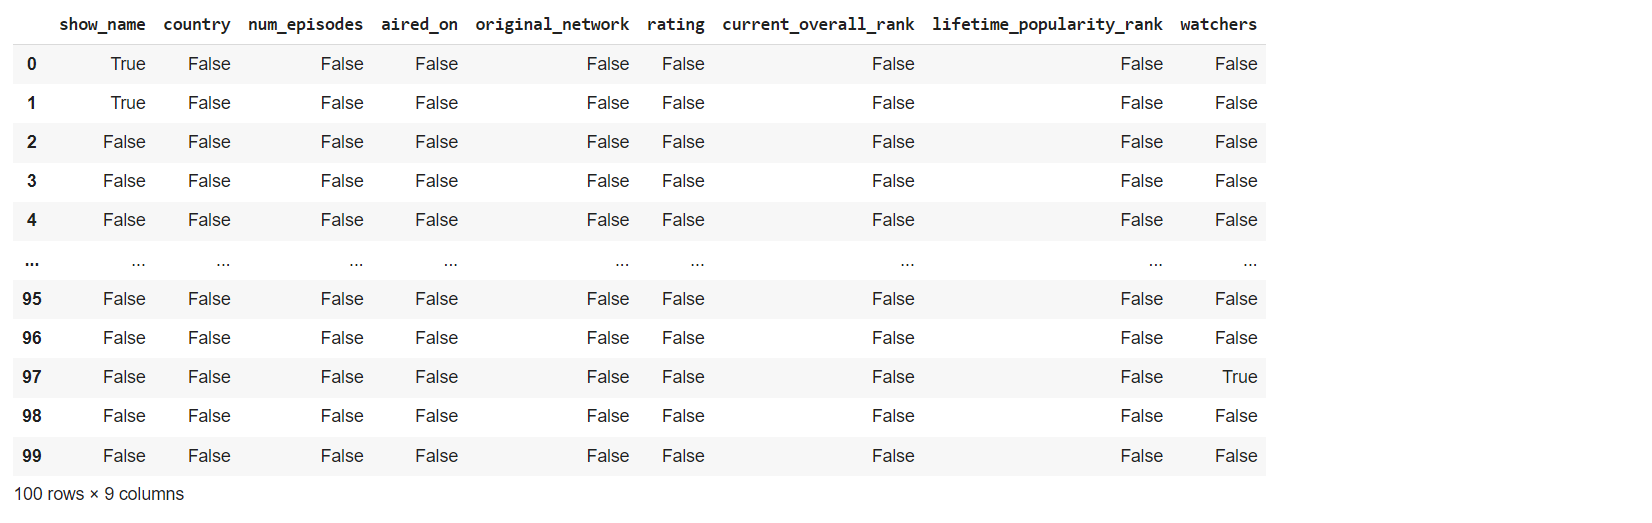 show_name country num_episodes aired_on original_network rating current_overall_rank lifetime_popularity_rank watchers
0 True False False False False False False False False
1 True False False False False False False False False
2 False False False False False False False False False
3 False False False False False False False False False
4 False False False False False False False False False
... ... ... ... ... ... ... ... ... ...
95 False False False False False False False False False
96 False False False False False False False False False
97 False False False False False False False False True
98 False False False False False False False False False
99 False False False False False False False False False
100 rows × 9 columns